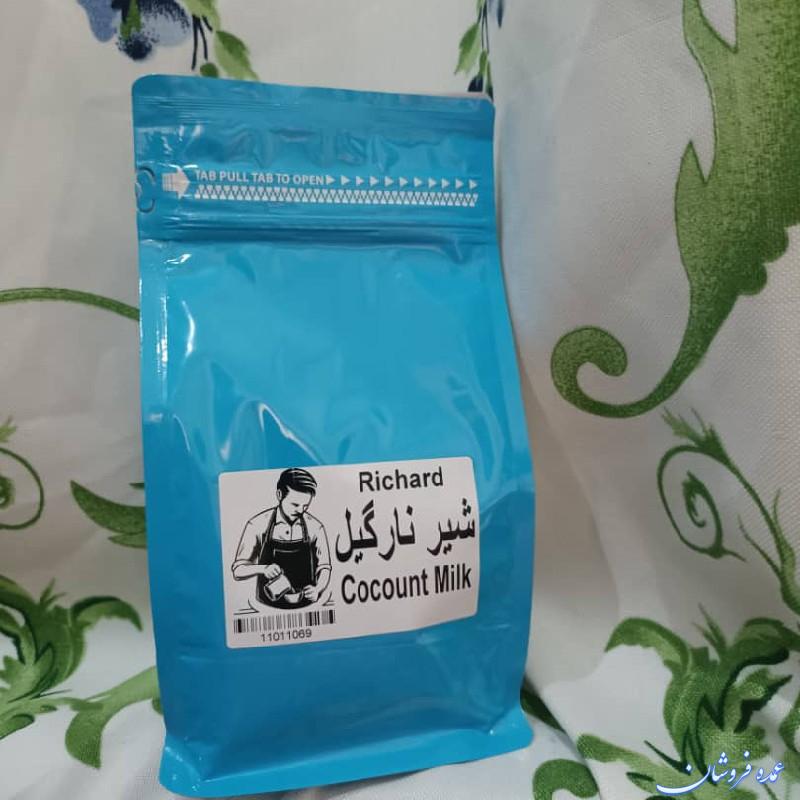 TAB PULL TAB TO OPEN
Richard
شیر نارگیل
Cocount Milk
11011069
عمده فروشان